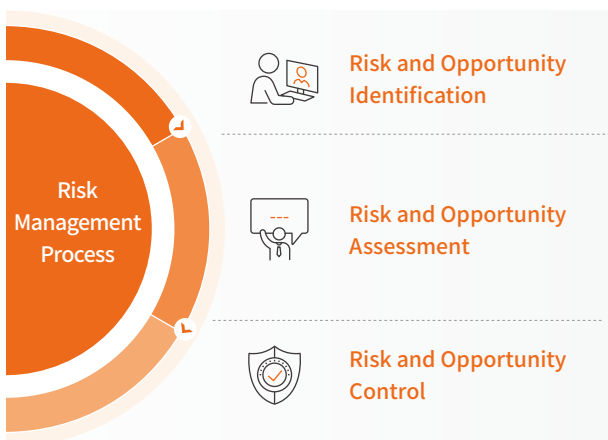 Risk
Management
Process
Risk and Opportunity
Identification
Risk and Opportunity
Assessment
Risk and Opportunity
Control